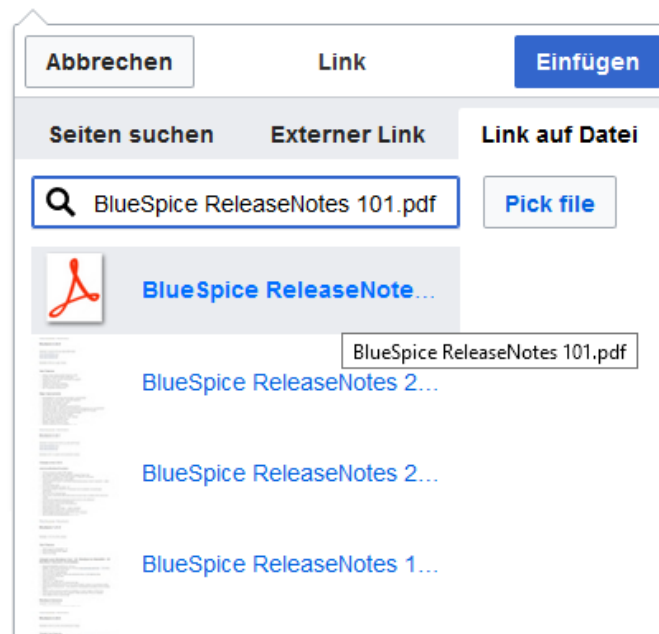 Abbrechen Link Einfügen
Seiten suchen Externer Link Link auf Datei
BlueSpice ReleaseNotes 101.pdf Pick file
BlueSpice ReleaseNote...
BlueSpice ReleaseNotes 101.pdf
BlueSpice ReleaseNotes 2...
BlueSpice ReleaseNotes 2...
BlueSpice ReleaseNotes 1...